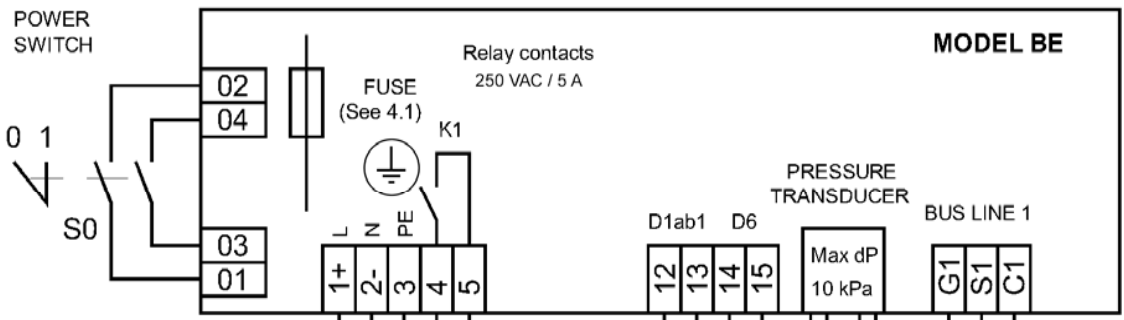 POWER
SWITCH
MODEL BE
Relay contacts
250 VAC / 5 A
02
04
FUSE
(See 4.1)
K1
0 1
S0
03
01
L
N
PE
1+
2-
3
4
5
D1ab1 D6
12
13
14
15
PRESSURE
TRANSDUCER
Max dP
10 kPa
BUS LINE 1
G1
S1
C1